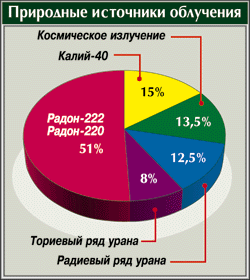 Природные источники облучения
Космическое излучение
Калий-40
15%
Радон-222
Радон-220
51%
13,5%
12,5%
8%
Ториевый ряд урана
Радиевый ряд урана